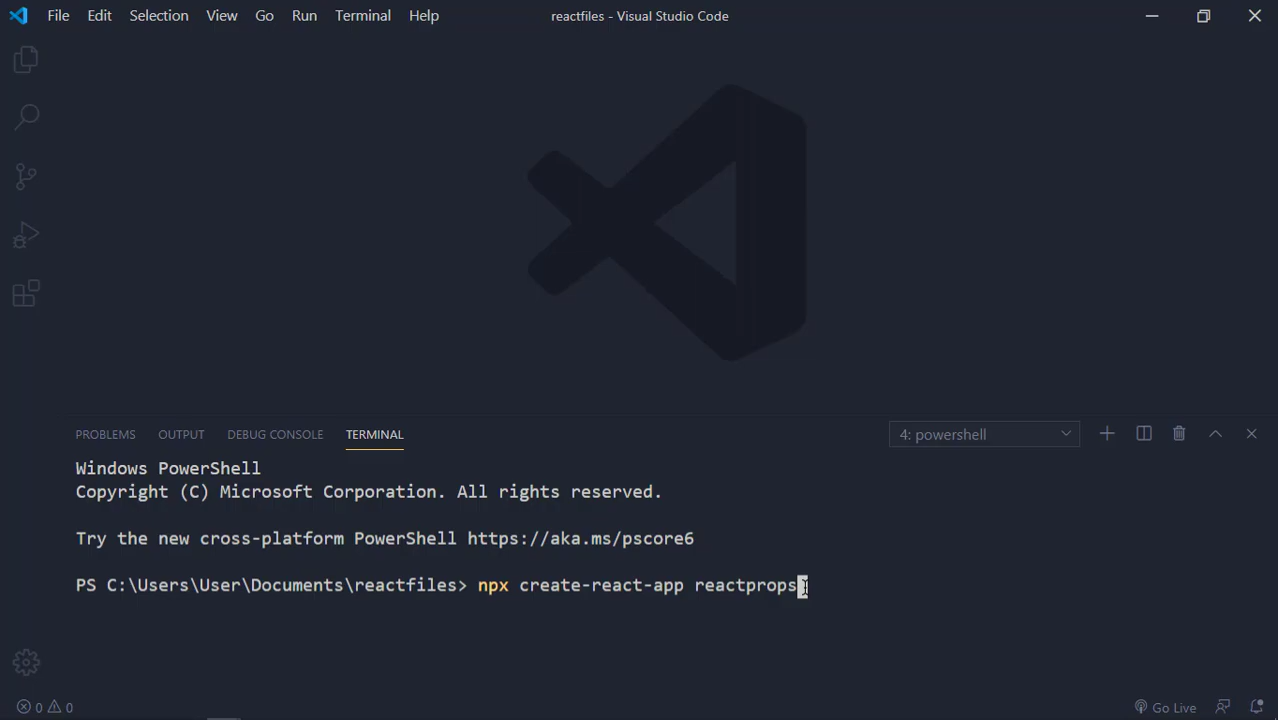 File Edit Selection View Go Run Terminal Help
reactfiles - Visual Studio Code
PROBLEMS OUTPUT DEBUG CONSOLE TERMINAL
4: powershell
Windows PowerShell
Copyright (C) Microsoft Corporation. All rights reserved.
Try the new cross-platform PowerShell https://aka.ms/pscore6
PS C:\Users\User\Documents\reactfiles> npx create-react-app reactprops
0 0
Go Live